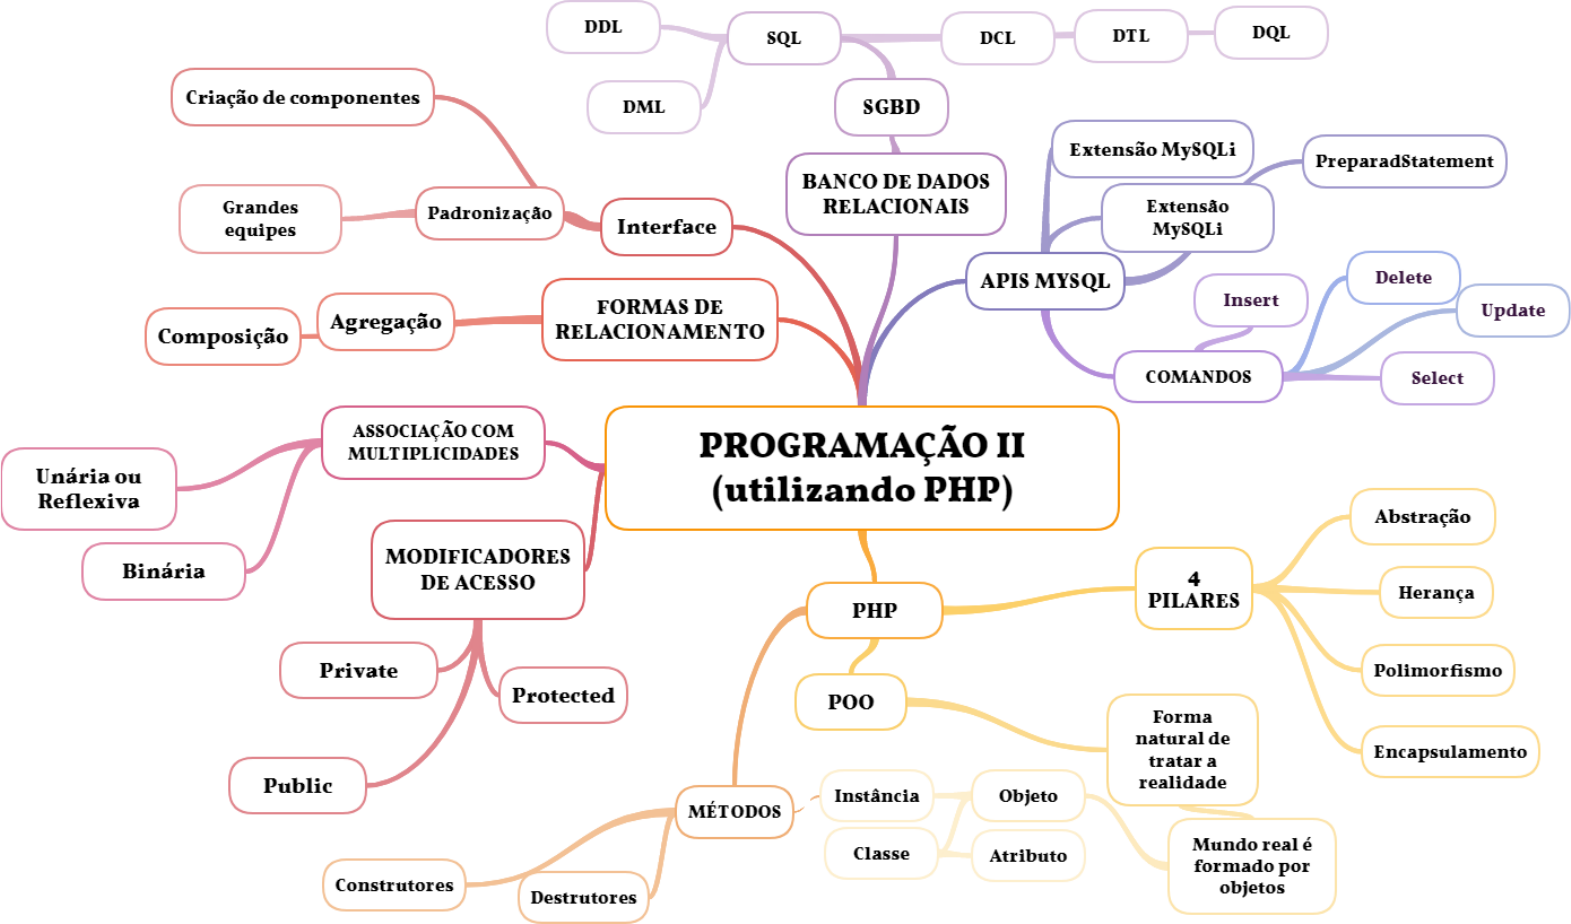 DDL
SQL
DCL
DTL
DQL
DML
SGBD
Criação de componentes
BANCO DE DADOS
RELACIONAIS
Extensão MySQLi
PreparadStatement
Grandes
equipes
Padronização
Interface
Extensão
MySQLi
APIS MYSQL
Insert
Delete
Update
COMANDOS
Select
FORMAS DE
RELACIONAMENTO
Agregação
Composição
ASSOCIAÇÃO COM
MULTIPLICIDADES
Unária ou
Reflexiva
Binária
PROGRAMAÇÃO II
(utilizando PHP)
MODIFICADORES
DE ACESSO
Private
Protected
Public
PHP
4
PILARES
Abstração
Herança
Polimorfismo
Encapsulamento
POO
Forma
natural de
tratar a
realidade
MÉTODOS
Instância
Objeto
Classe
Atributo
Mundo real é
formado por
objetos
Construtores
Destrutores